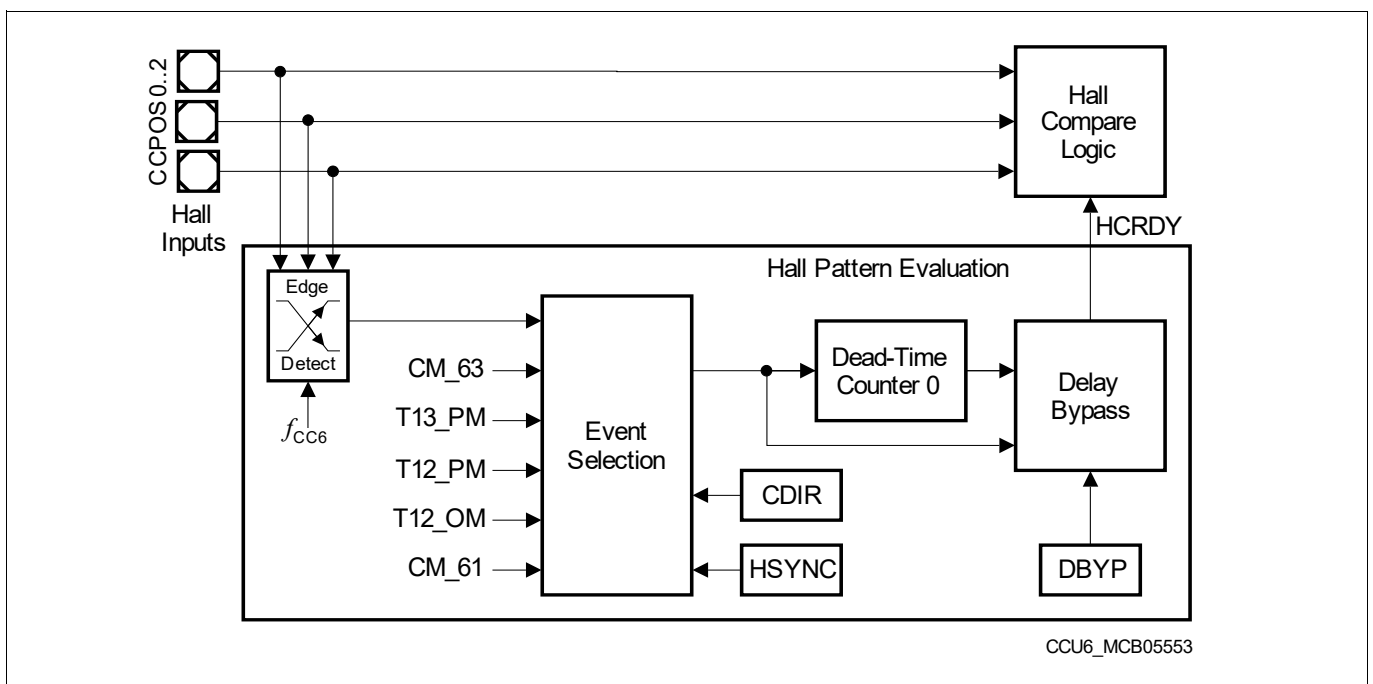 CCPOS 0..2
Hall
Inputs
Hall
Compare
Logic
HCRDY
Hall Pattern Evaluation
Edge
Detect
fCC6
CM_63
T13_PM
T12_PM
T12_OM
CM_61
Event
Selection
Dead-Time
Counter 0
Delay
Bypass
CDIR
HSYNC
DBYP
CCU6_MCB05553